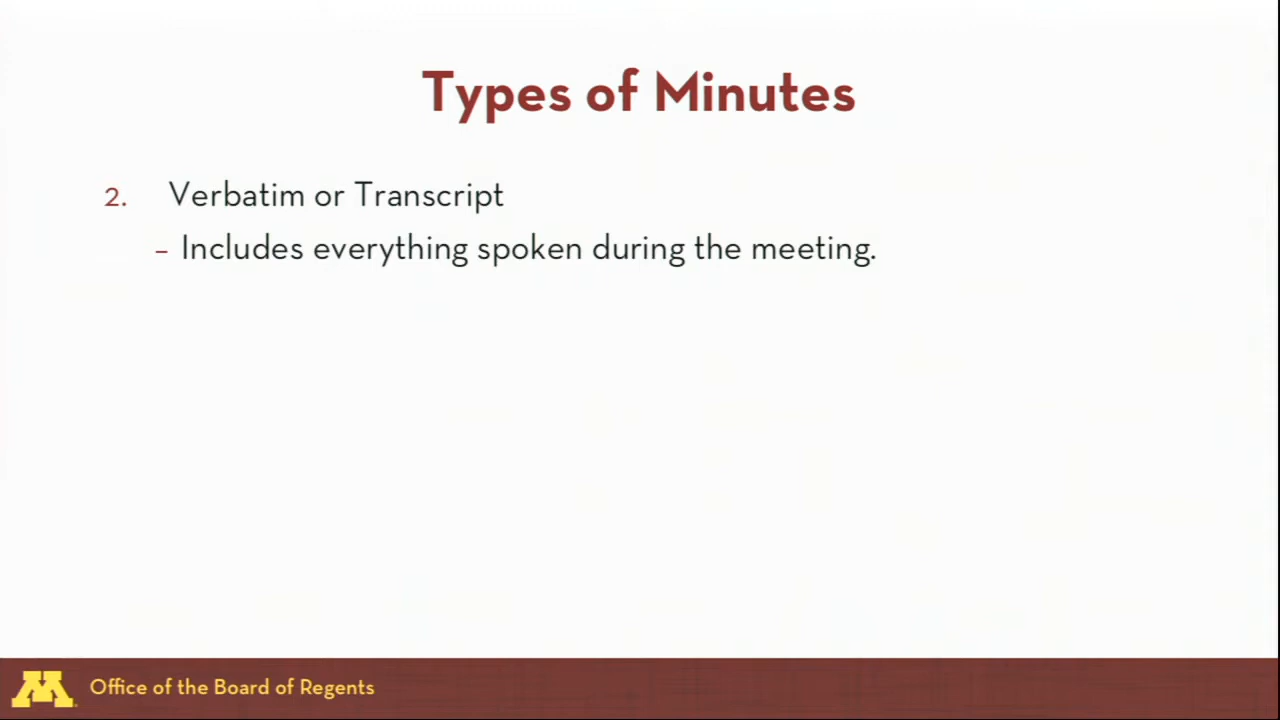 Types of Minutes
2. Verbatim or Transcript
– Includes everything spoken during the meeting.
M Office of the Board of Regents